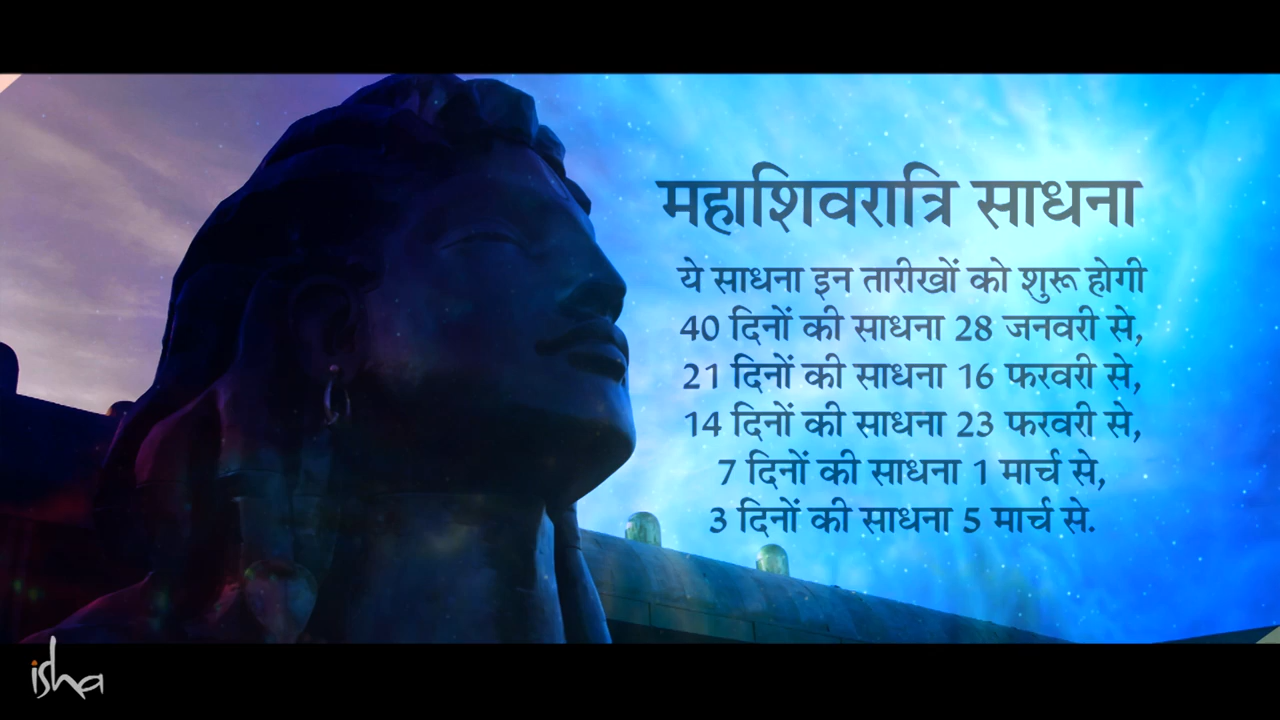 महाशिवरात्रि साधना
ये साधना इन तारीखों को शुरू होगी
40 दिनों की साधना 28 जनवरी से,
21 दिनों की साधना 16 फरवरी से,
14 दिनों की साधना 23 फरवरी से,
7 दिनों की साधना 1 मार्च से,
3 दिनों की साधना 5 मार्च से.
isha